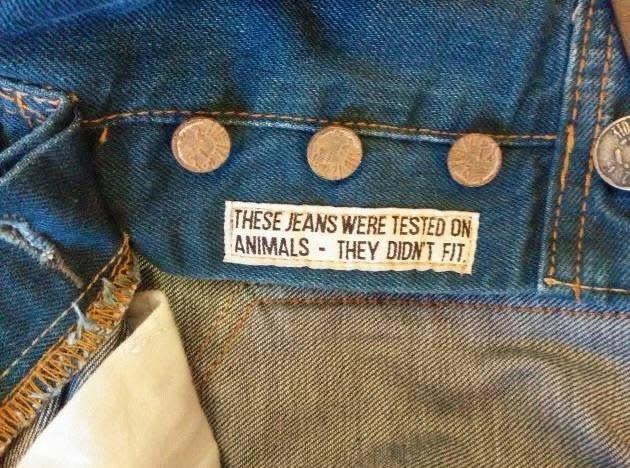 THESE JEANS WERE TESTED ON
ANIMALS - THEY DIDN'T FIT.